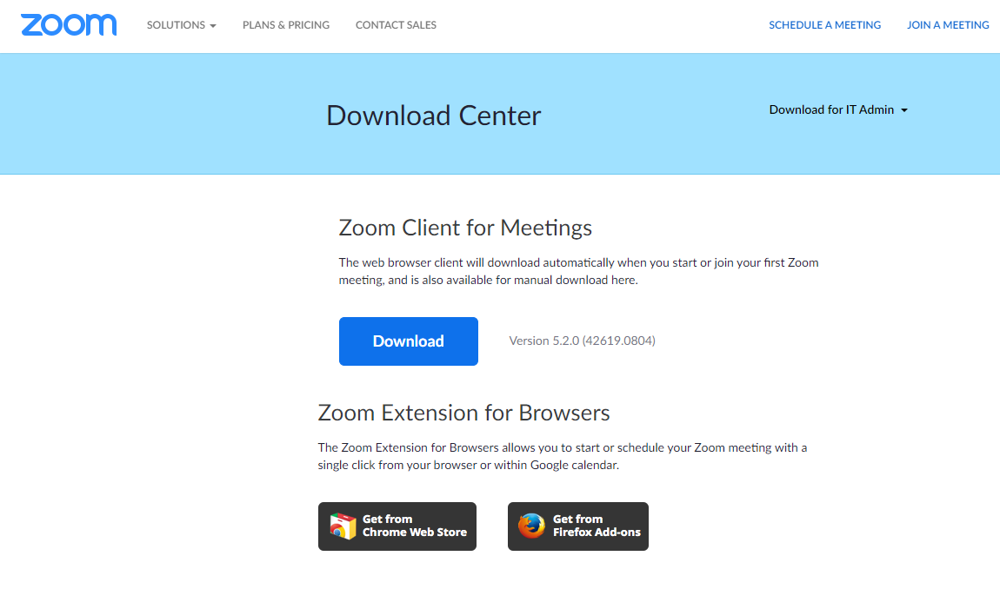 zoom SOLUTIONS PLANS & PRICING CONTACT SALES SCHEDULE A MEETING JOIN A MEETING
Download Center
Download for IT Admin
Zoom Client for Meetings
The web browser client will download automatically when you start or join your first Zoom
meeting, and is also available for manual download here.
Download Version 5.2.0 (42619.0804)
Zoom Extension for Browsers
The Zoom Extension for Browsers allows you to start or schedule your Zoom meeting with a
single click from your browser or within Google calendar.
Get from
Chrome Web Store
Get from
Firefox Add-ons